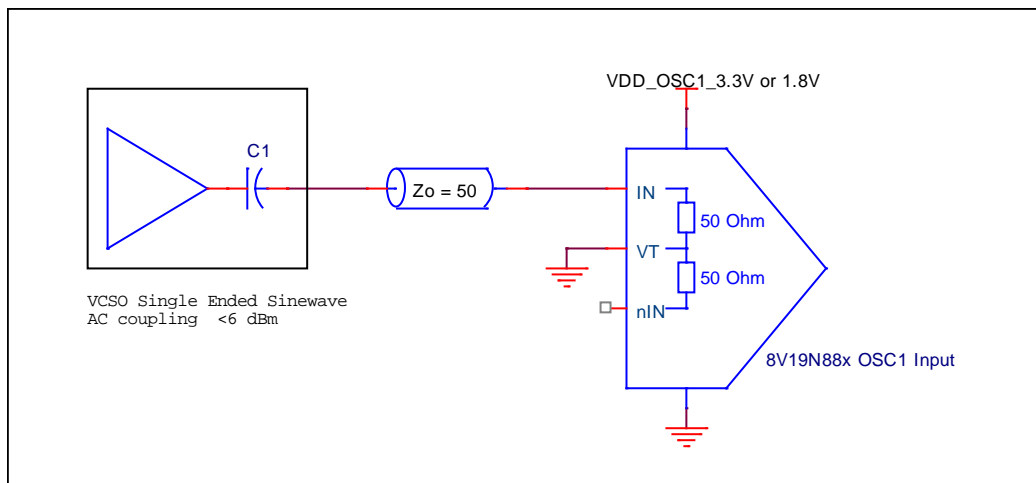 VDD_OSC1_3.3V or 1.8V
C1
Zo = 50
IN
50 Ohm
VT
50 Ohm
nIN
VCSO Single Ended Sinewave
AC coupling  <6 dBm
8V19N88x OSC1 Input